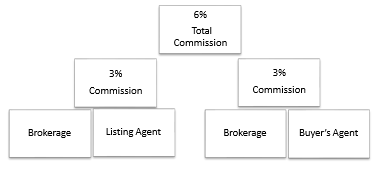 6%
Total
Commission
3%
Commission
3%
Commission
Brokerage
Listing Agent
Brokerage
Buyer's Agent